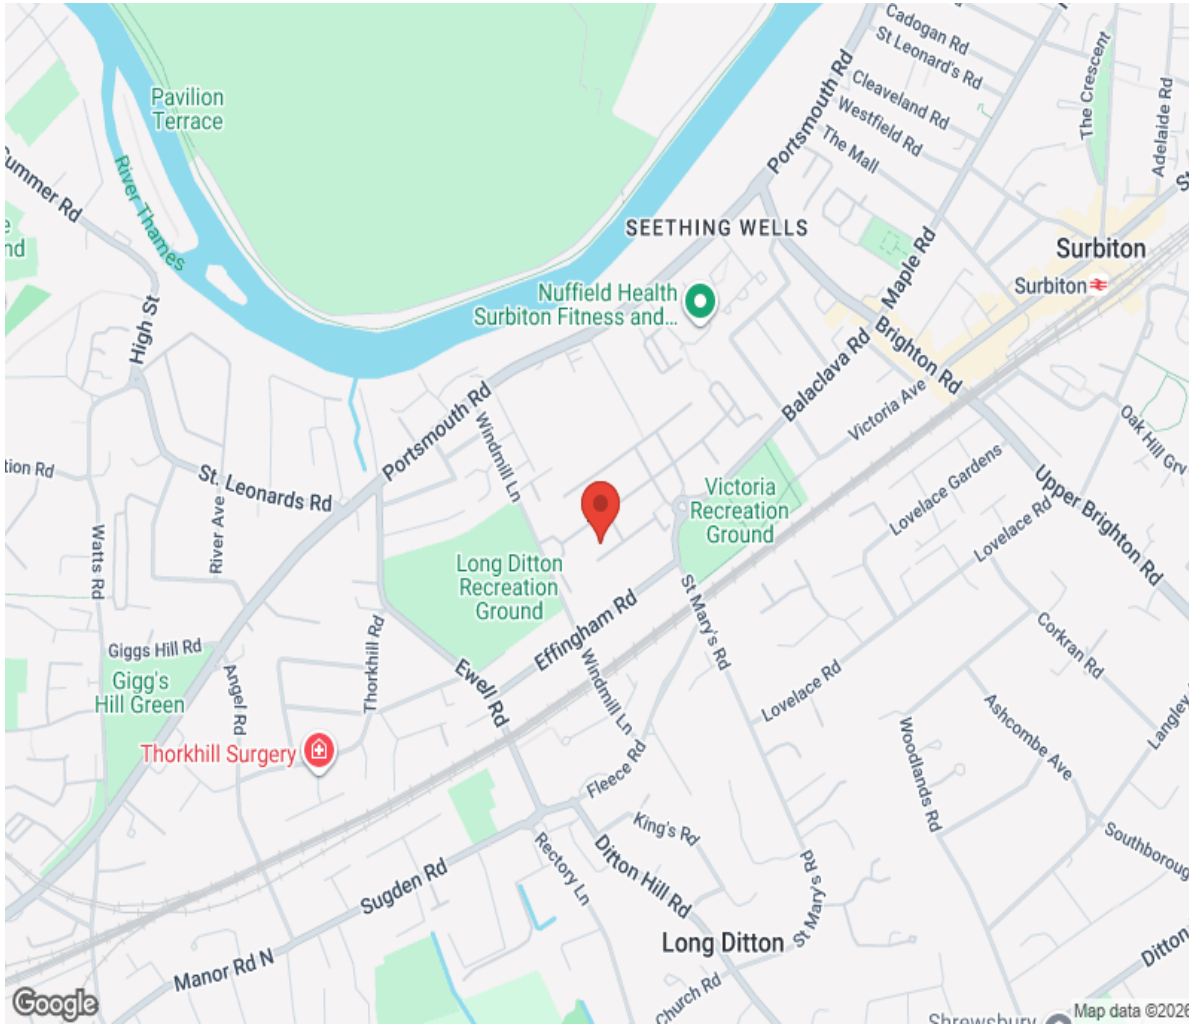 Cadogan Rd
St Leonard's Rd
Cleaveland Rd
Westfield Rd
The Mall
The Crescent
Adelaide Rd
Portsmouth Rd
Pavilion
Terrace
River Thames
Summer Rd
SEETHING WELLS
Surbiton
Surbiton
Maple Rd
Nuffield Health
Surbiton Fitness and...
High St
Brighton Rd
Balaclava Rd
Victoria Ave
Portsmouth Rd
Windmill Ln
Oak Hill Grv
St. Leonards Rd
River Ave
Watts Rd
Victoria
Recreation
Ground
Lovelace Gardens
Lovelace Rd
Upper Brighton Rd
Long Ditton
Recreation
Ground
St Mary's Rd
Effingham Rd
Giggs Hill Rd
Gigg's
Hill Green
Thorkhill Rd
Angel Rd
Ewell Rd
Windmill Ln
Corkran Rd
Lovelace Rd
Ashcombe Ave
Langley
Woodlands Rd
Thorkhill Surgery
Fleece Rd
King's Rd
Southboroug
Rectory Ln
Ditton Hill Rd
St Mary's Rd
Sugden Rd
Long Ditton
Manor Rd N
Church Rd
Ditton
Shrewsbury
Google
Map data ©2026